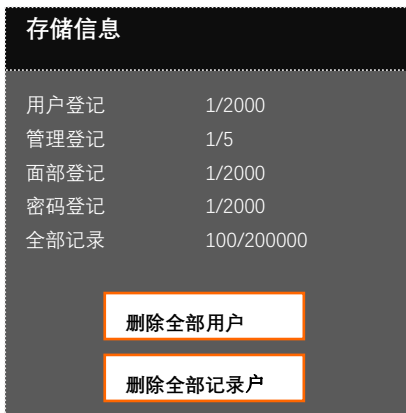 存储信息
用户登记 1/2000
管理登记 1/5
面部登记 1/2000
密码登记 1/2000
全部记录 100/200000
删除全部用户
删除全部记录户